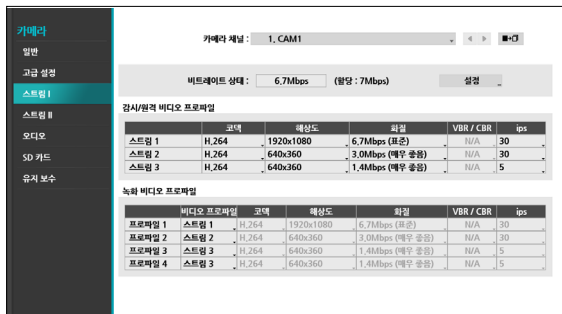 카메라
일반
고급 설정
스트림 I
스트림 II
오디오
SD 카드
유지 보수
카메라 채널 : 1. CAM1
비트레이트 상태 : 6.7Mbps (할당 : 7Mbps) 설정
감시/원격 비디오 프로파일
코덱 해상도 화질 VBR / CBR ips
스트림 1 H.264 1920x1080 6.7Mbps (표준) N/A 30
스트림 2 H.264 640x360 3.0Mbps (매우 좋음) N/A 30
스트림 3 H.264 640x360 1.4Mbps (매우 좋음) N/A 5
녹화 비디오 프로파일
비디오 프로파일 코덱 해상도 화질 VBR / CBR ips
프로파일 1 스트림 1 H.264 1920x1080 6.7Mbps (표준) N/A 30
프로파일 2 스트림 2 H.264 640x360 3.0Mbps (매우 좋음) N/A 30
프로파일 3 스트림 3 H.264 640x360 1.4Mbps (매우 좋음) N/A 5
프로파일 4 스트림 3 H.264 640x360 1.4Mbps (매우 좋음) N/A 5